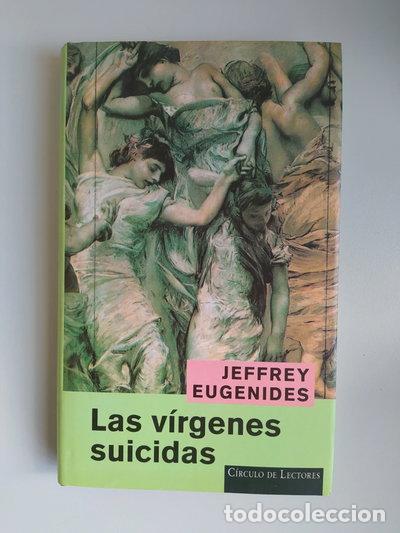 JEFFREY
EUGENIDES
Las vírgenes
suicidas
CÍRCULO DE LECTORES
todocoleccion